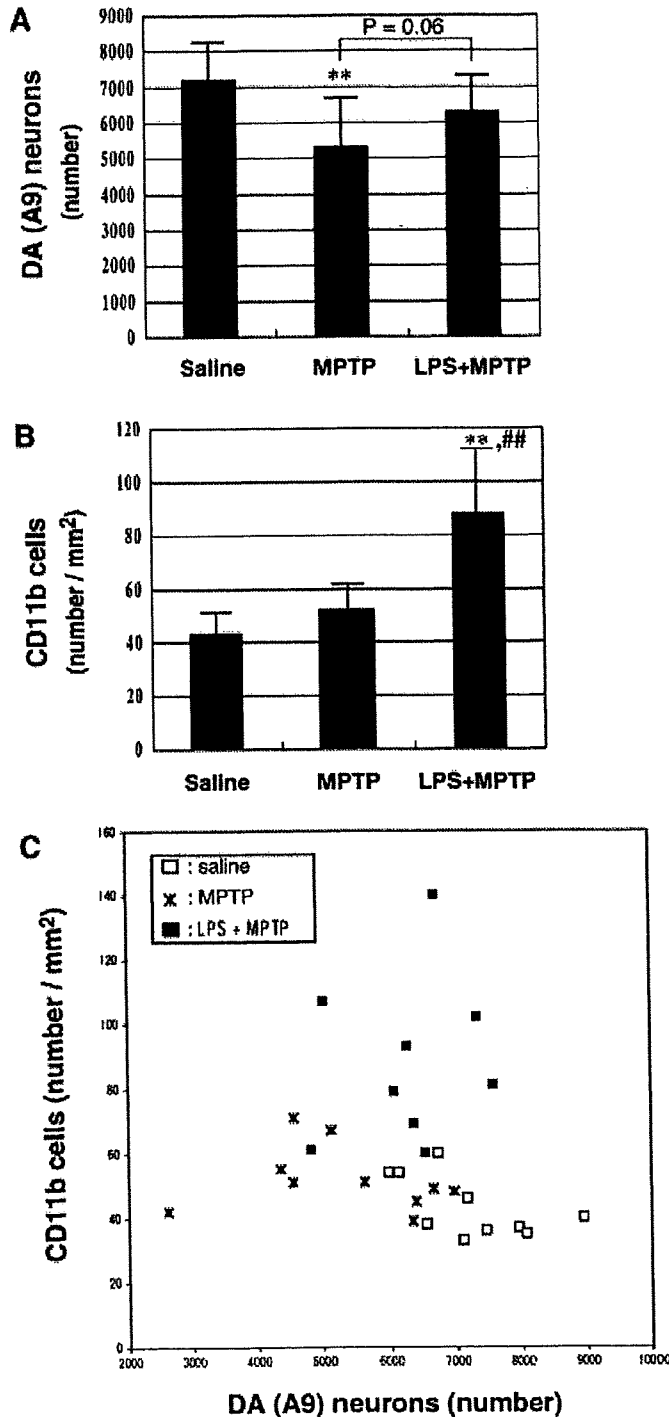 A
DA (A9) neurons
(number)
9000
8000
7000
6000
5000
4000
3000
2000
1000
0
P = 0.06
**
Saline MPTP LPS+MPTP
B
CD11b cells
(number / mm²)
120
100
80
60
40
20
0
** ,##
Saline MPTP LPS+MPTP
C
CD11b cells (number / mm²)
160
140
120
100
80
60
40
20
0
: saline
: MPTP
: LPS + MPTP
2000 3000 4000 5000 6000 7000 8000 9000 10000
DA (A9) neurons (number)